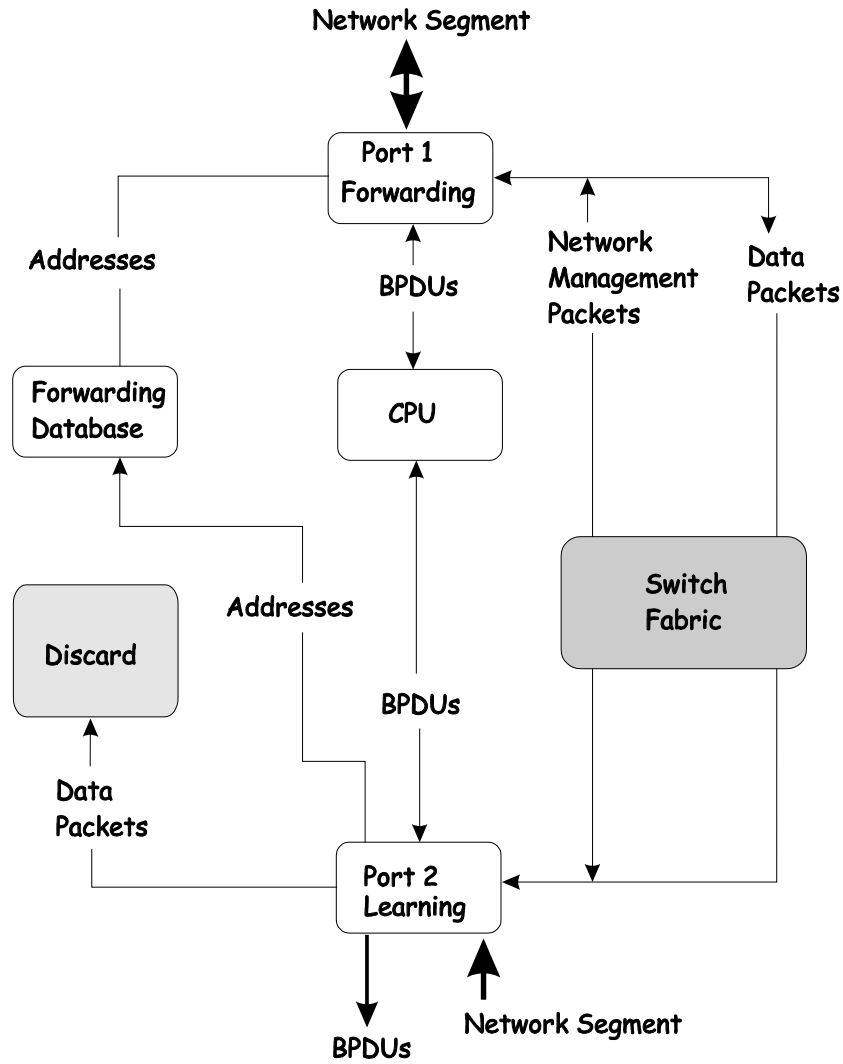 Network Segment
Port 1
Forwarding
Addresses
BPDUs
Network
Management
Packets
Data
Packets
Forwarding
Database
CPU
Switch
Fabric
Addresses
Discard
BPDUs
Data
Packets
Port 2
Learning
Network Segment
BPDUs